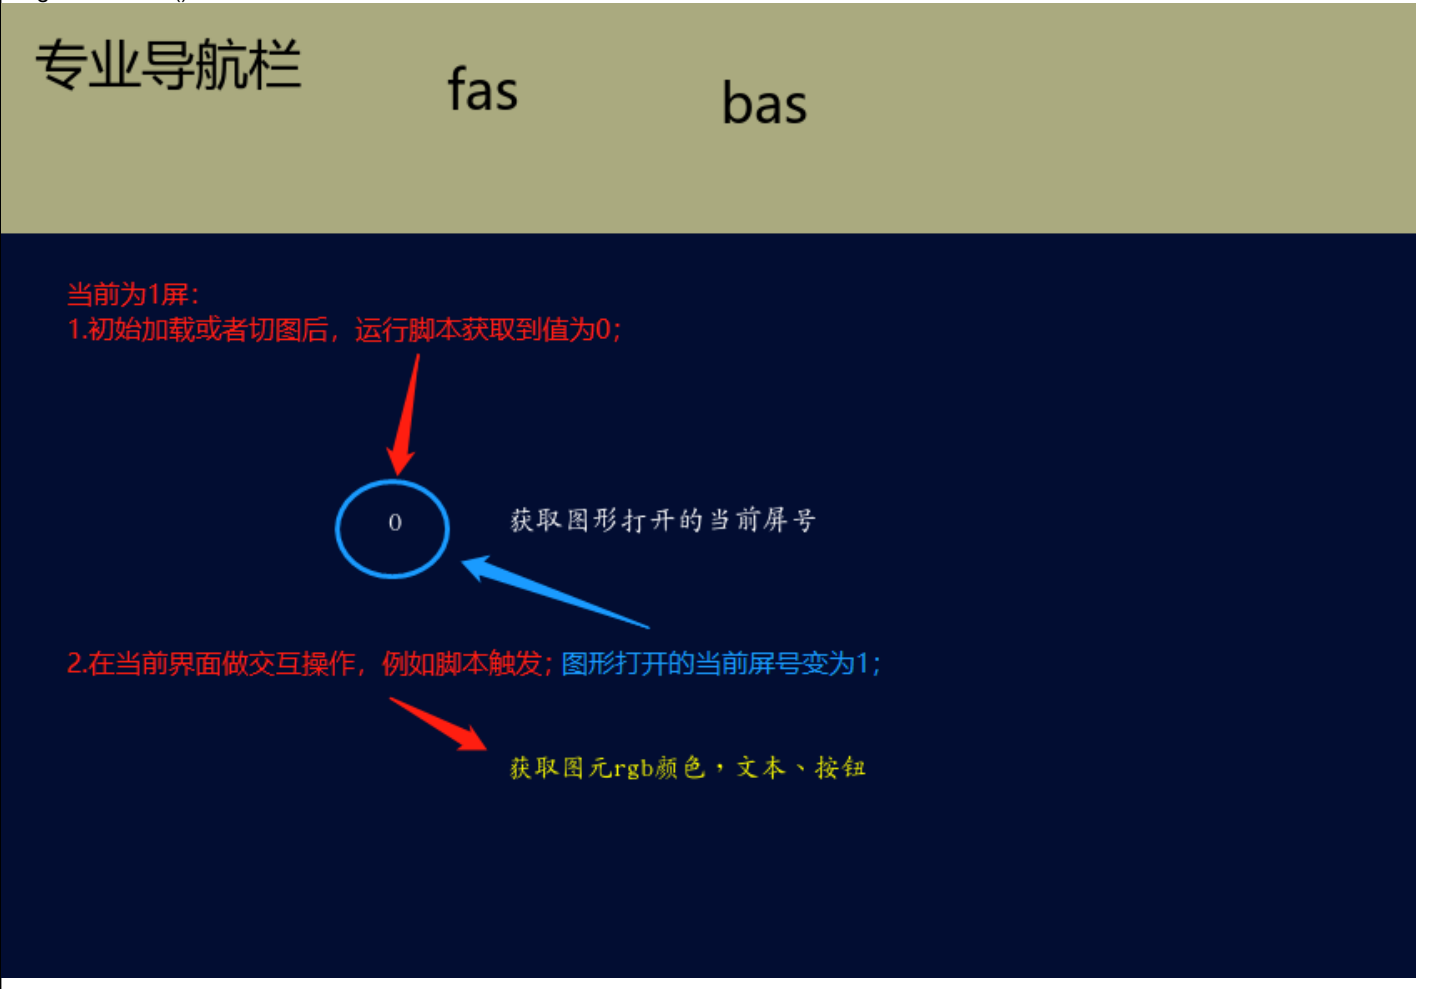 专业导航栏
fas
bas
当前为1屏：
1.初始加载或者切图后，运行脚本获取到值为0；
0
获取图形打开的当前屏号
2.在当前界面做交互操作，例如脚本触发；图形打开的当前屏号变为1；
获取图元rgb颜色，文本、按钮